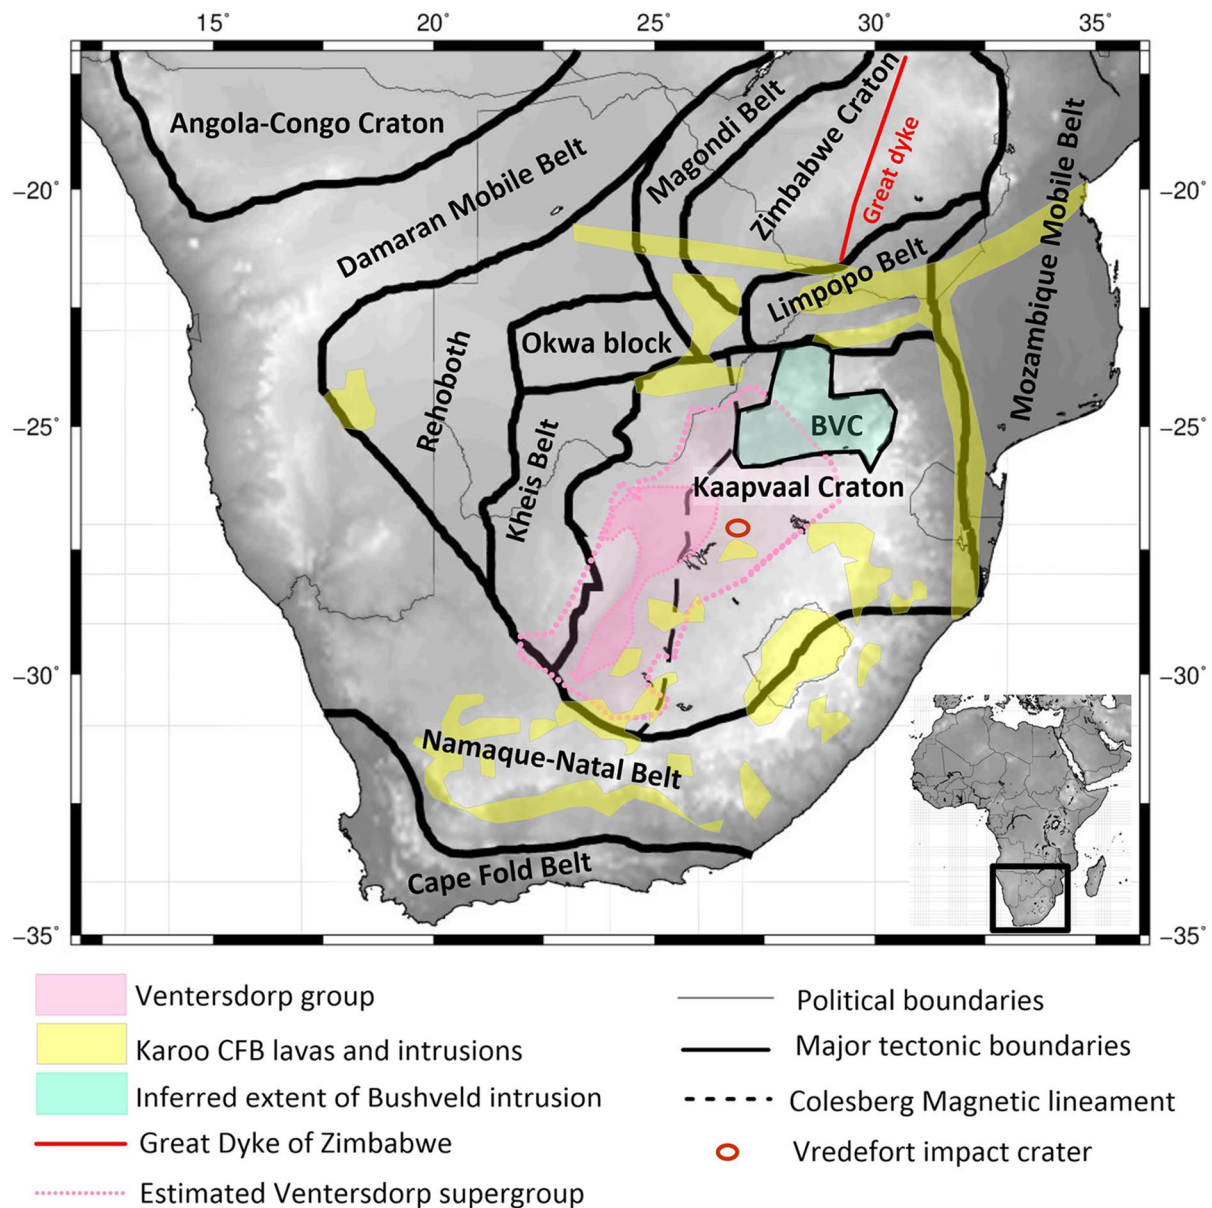 15° 20° 25° 30° 35°
Angola-Congo Craton
Damaran Mobile Belt
Magondi Belt
Zimbabwe Craton
Great dyke
Mozambique Mobile Belt
−20° −20°
Limpopo Belt
Okwa block
Rehoboth
Kheis Belt
BVC
−25° −25°
Kaapvaal Craton
−30° −30°
Namaque-Natal Belt
Cape Fold Belt
−35° −35°
Ventersdorp group
Karoo CFB lavas and intrusions
Inferred extent of Bushveld intrusion
Great Dyke of Zimbabwe
Estimated Ventersdorp supergroup
Political boundaries
Major tectonic boundaries
Colesberg Magnetic lineament
Vredefort impact crater